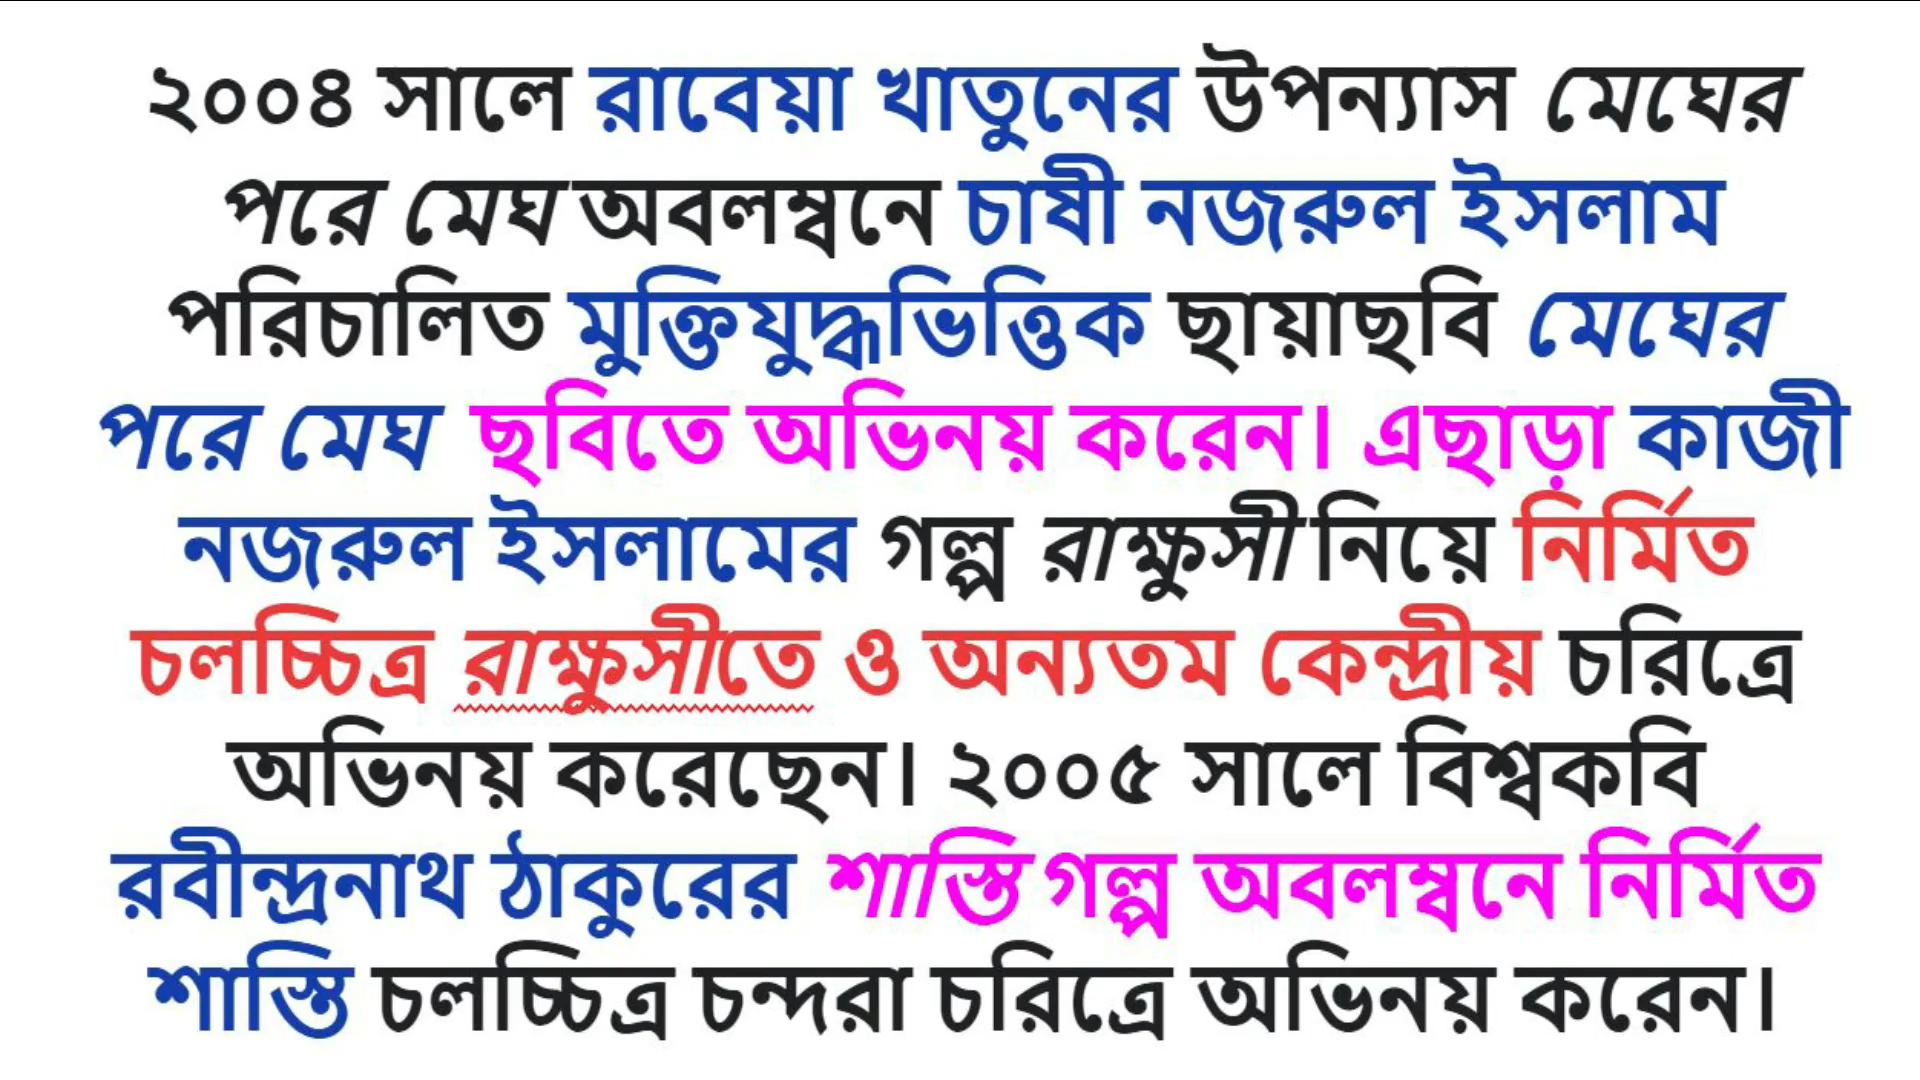 ২০০৪ সালে রাবেয়া খাতুনের উপন্যাস মেঘের
পরে মেঘ অবলম্বনে চাষী নজরুল ইসলাম
পরিচালিত মুক্তিযুদ্ধভিত্তিক ছায়াছবি মেঘের
পরে মেঘ ছবিতে অভিনয় করেন। এছাড়া কাজী
নজরুল ইসলামের গল্প রাক্ষুসী নিয়ে নির্মিত
চলচ্চিত্র রাক্ষুসীতে ও অন্যতম কেন্দ্রীয় চরিত্রে
অভিনয় করেছেন। ২০০৫ সালে বিশ্বকবি
রবীন্দ্রনাথ ঠাকুরের শাস্তি গল্প অবলম্বনে নির্মিত
শাস্তি চলচ্চিত্র চন্দরা চরিত্রে অভিনয় করেন।